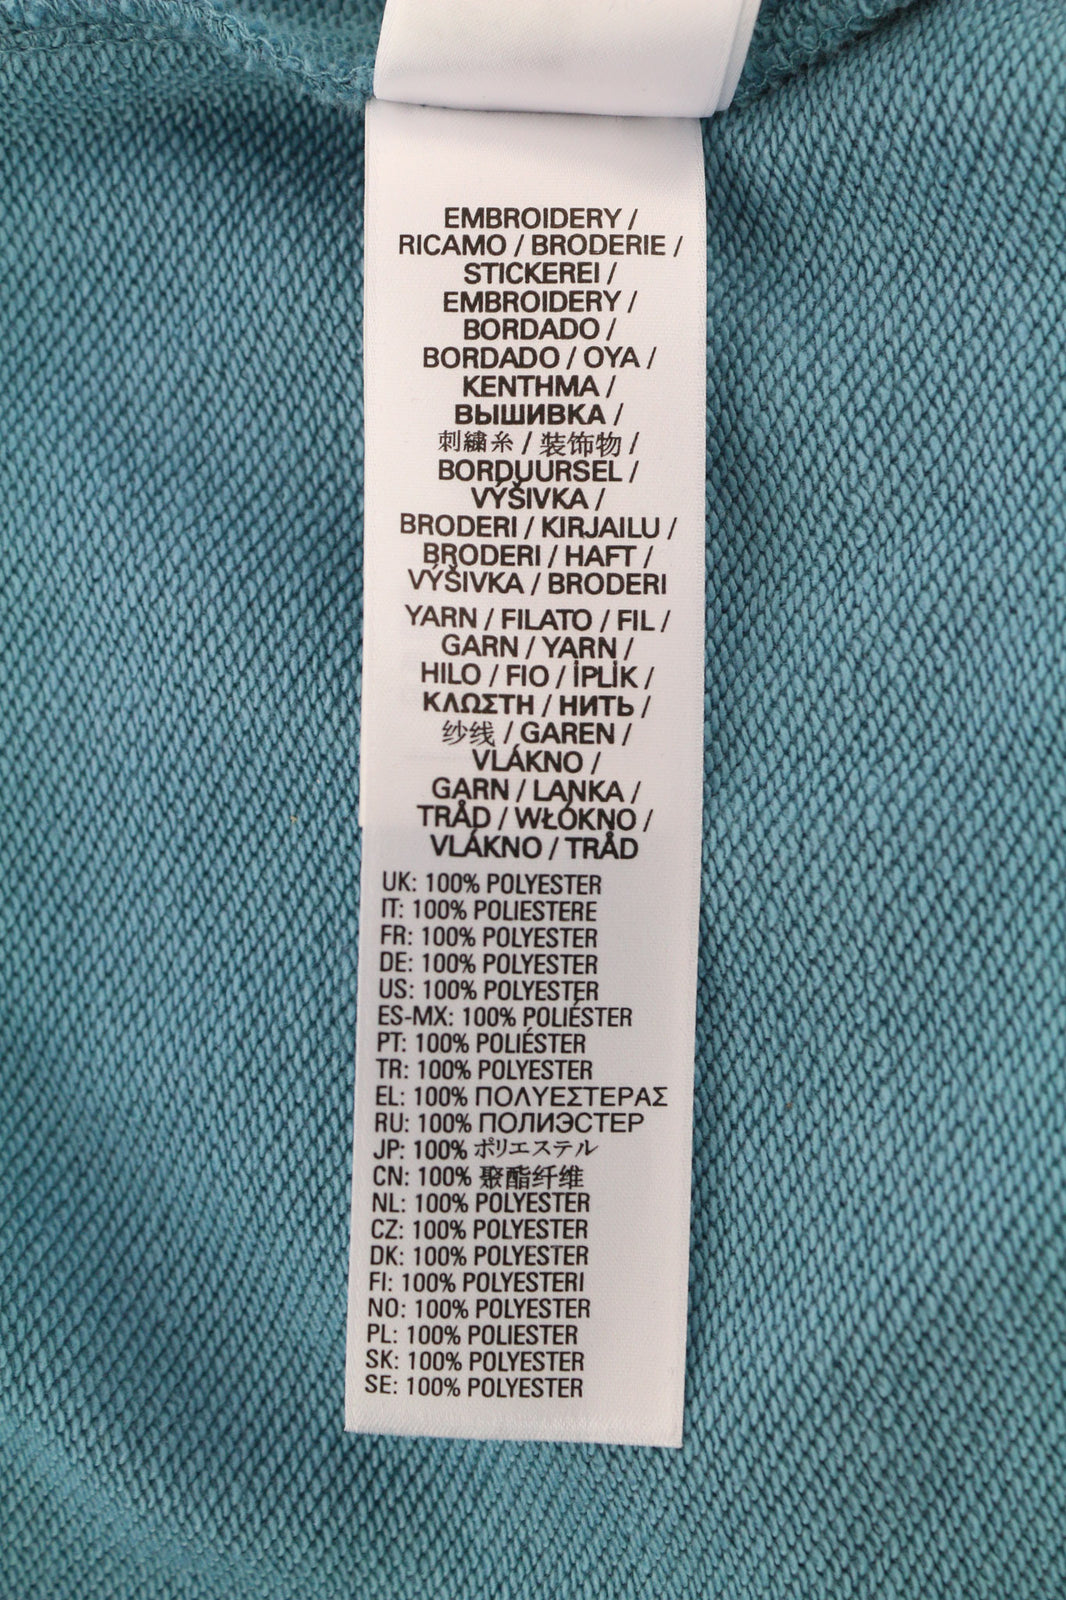 EMBROIDERY /
RICAMO / BRODERIE /
STICKEREI /
EMBROIDERY /
BORDADO /
BORDADO / OYA /
ΚΕΝΤΗΜΑ /
ВЫШИВКА /
刺繍糸 / 装饰物 /
BORDUURSEL /
VÝŠIVKA /
BRODERI / KIRJAILU /
BRODERI / HAFT /
VÝŠIVKA / BRODERI
YARN / FILATO / FIL /
GARN / YARN /
HILO / FIO / İPLİK /
ΚΛΩΣΤΗ / НИТЬ /
纱线 / GAREN /
VLÁKNO /
GARN / LANKA /
TRÅD / WŁÓKNO /
VLÁKNO / TRÅD
UK: 100% POLYESTER
IT: 100% POLIESTERE
FR: 100% POLYESTER
DE: 100% POLYESTER
US: 100% POLYESTER
ES-MX: 100% POLIÉSTER
PT: 100% POLIÉSTER
TR: 100% POLYESTER
EL: 100% ΠΟΛΥΕΣΤΕΡΑΣ
RU: 100% ПОЛИЭСТЕР
JP: 100% ポリエステル
CN: 100% 聚酯纤维
NL: 100% POLYESTER
CZ: 100% POLYESTER
DK: 100% POLYESTER
FI: 100% POLYESTERI
NO: 100% POLYESTER
PL: 100% POLIESTER
SK: 100% POLYESTER
SE: 100% POLYESTER